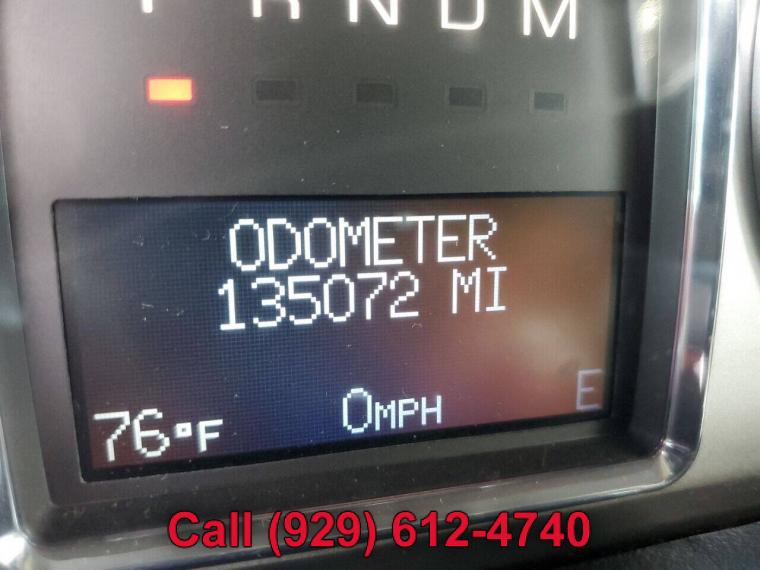 P R N D M
ODOMETER
135072 MI
E
76°F 0MPH
Call (929) 612-4740